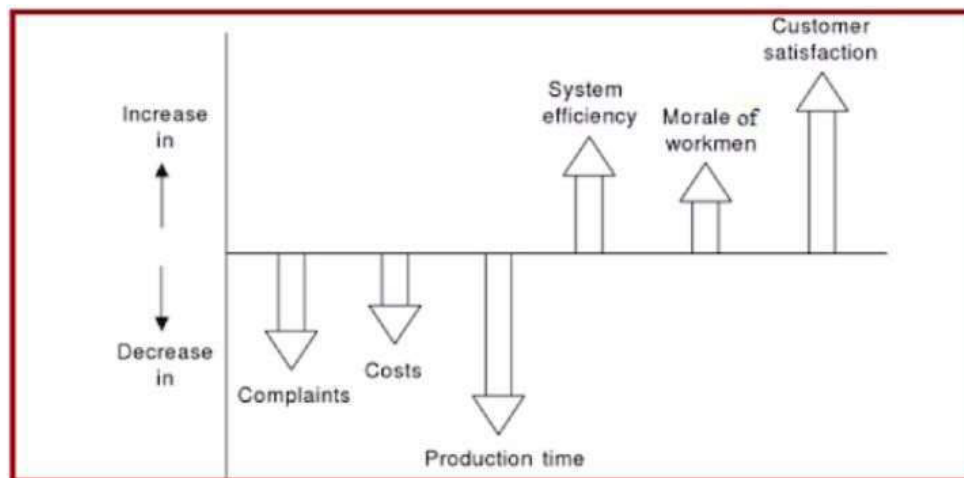 Increase
in
Decrease
in
Complaints
Costs
Production time
System
efficiency
Morale of
workmen
Customer
satisfaction